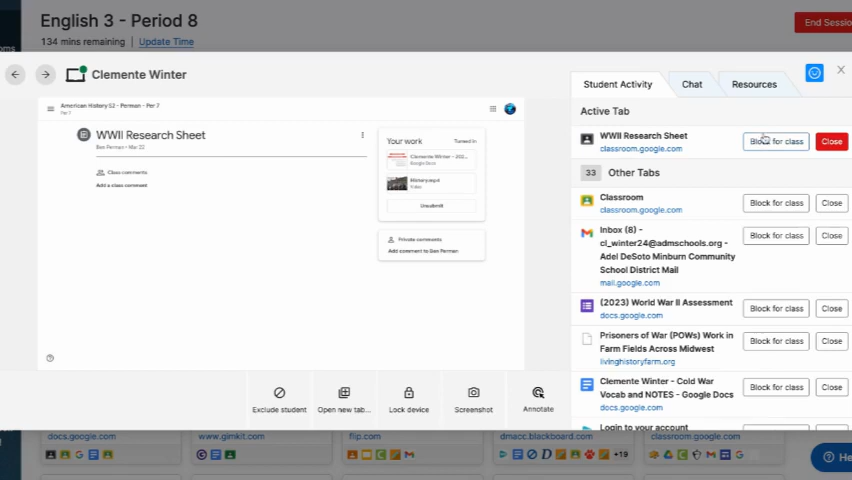 English 3 - Period 8
134 mins remaining | Update Time
End Sessio
Clemente Winter
Student Activity
Chat
Resources
American History S2 - Perman - Per 7
Per 7
WWII Research Sheet
Ben Perman • Mar 22
Class comments
Add a class comment
Your work
Turned in
Clemente Winter - 202...
Google Docs
History.mp4
Video
Unsubmit
Private comments
Add comment to Ben Perman
Exclude student
Open new tab...
Lock device
Screenshot
Annotate
Active Tab
WWII Research Sheet
classroom.google.com
Block for class
Close
33 Other Tabs
Classroom
classroom.google.com
Block for class
Close
Inbox (8) -
cl_winter24@admschools.org -
Adel DeSoto Minburn Community
School District Mail
mail.google.com
Block for class
Close
(2023) World War II Assessment
docs.google.com
Block for class
Close
Prisoners of War (POWs) Work in
Farm Fields Across Midwest
livinghistoryfarm.org
Block for class
Close
Clemente Winter - Cold War
Vocab and NOTES - Google Docs
docs.google.com
Block for class
Close
Login to your account
docs.google.com
www.gimkit.com
flip.com
dmacc.blackboard.com
classroom.google.com
+19
He